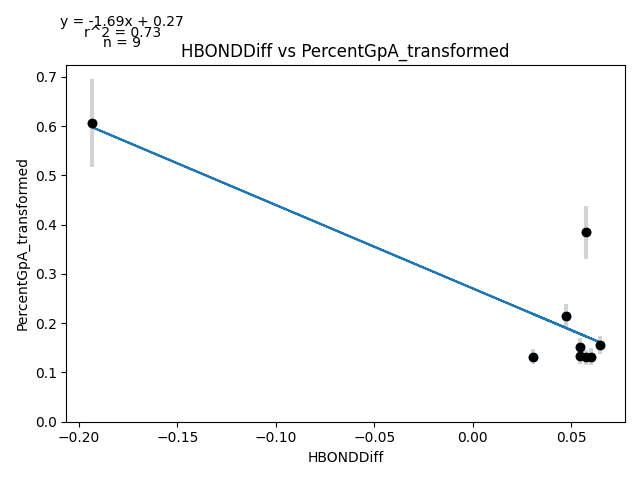 y = -1.69x + 0.27
r^2 = 0.73
n = 9
HBONDDiff vs PercentGpA_transformed
0.7
0.6
0.5
0.4
0.3
0.2
0.1
0.0
PercentGpA_transformed
−0.20
−0.15
−0.10
−0.05
0.00
0.05
HBONDDiff